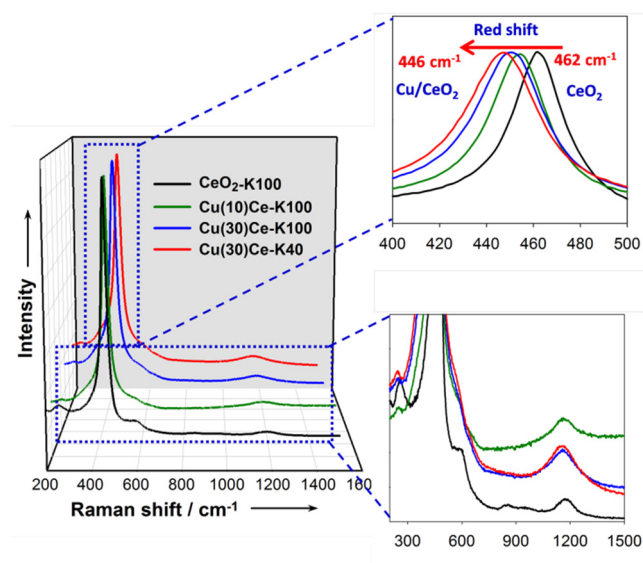 Red shift
446 cm-1
462 cm-1
Cu/CeO2
CeO2
400 420 440 460 480 500
CeO2-K100
Cu(10)Ce-K100
Cu(30)Ce-K100
Cu(30)Ce-K40
Intensity
200 400 600 800 1000 1200 1400 160
Raman shift / cm-1
300 600 900 1200 1500